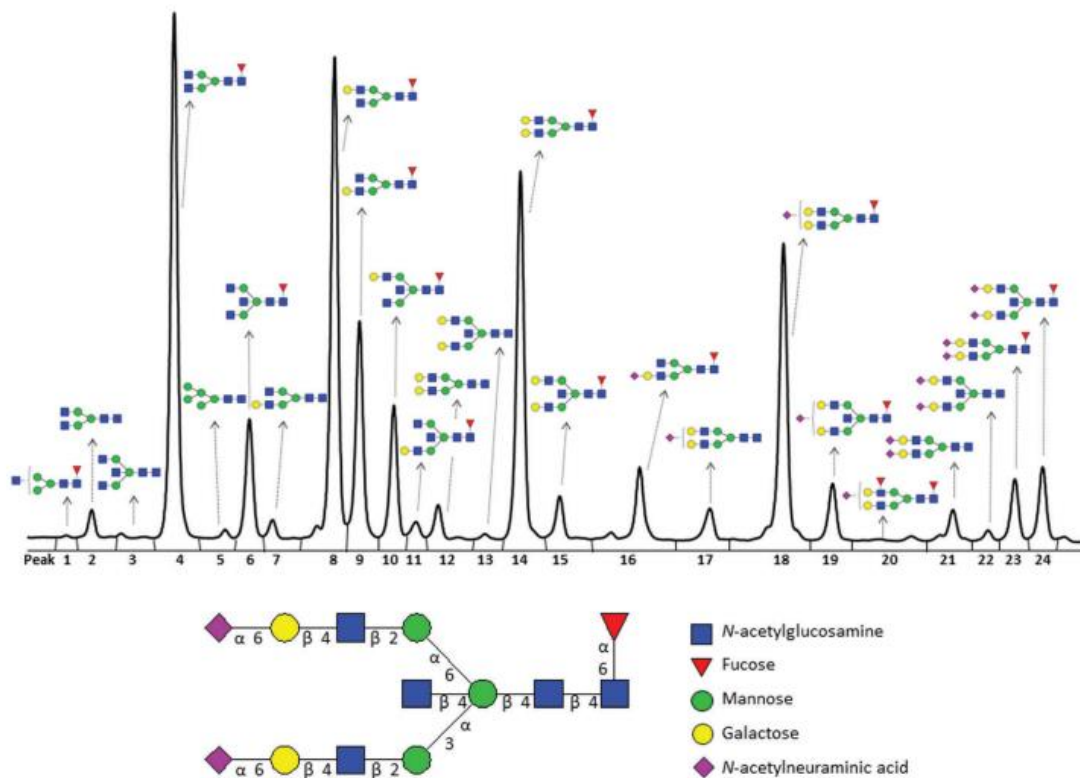 Peak 1 2 3 4 5 6 7 8 9 10 11 12 13 14 15 16 17 18 19 20 21 22 23 24
α 6 β 4 β 2
α 6
α 6
β 4 β 4 β 4
α 3
α 6 β 4 β 2
N-acetylglucosamine
Fucose
Mannose
Galactose
N-acetylneuraminic acid